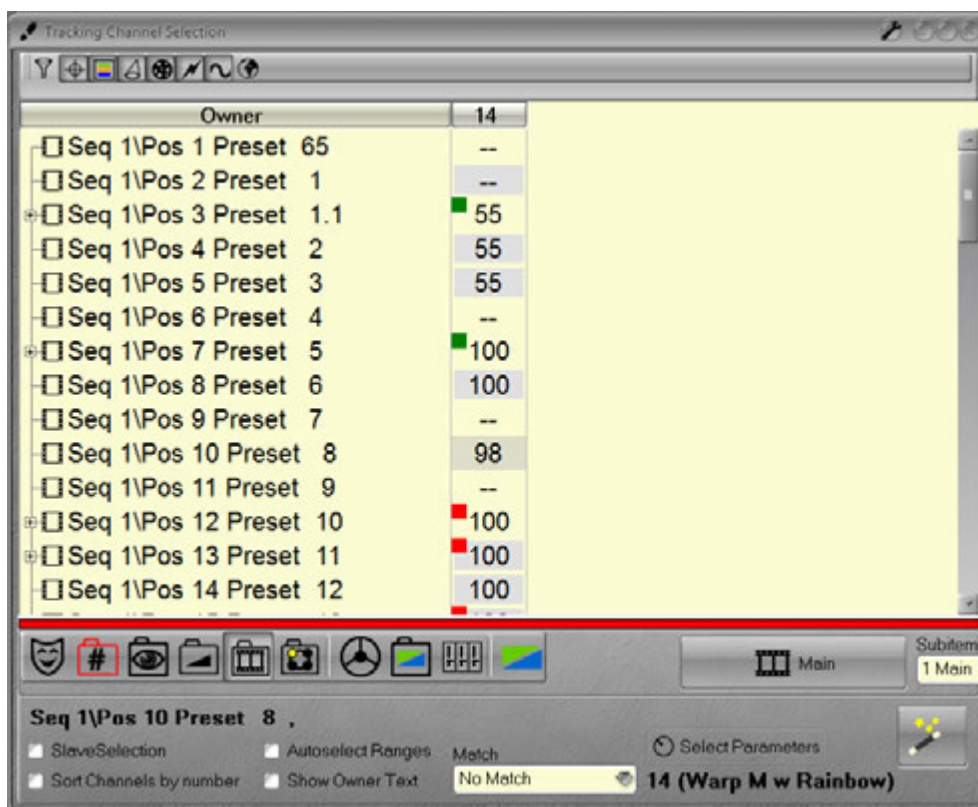 Tracking Channel Selection
Owner 14
Seq 1\Pos 1 Preset 65 --
Seq 1\Pos 2 Preset 1 --
Seq 1\Pos 3 Preset 1.1 55
Seq 1\Pos 4 Preset 2 55
Seq 1\Pos 5 Preset 3 55
Seq 1\Pos 6 Preset 4 --
Seq 1\Pos 7 Preset 5 100
Seq 1\Pos 8 Preset 6 100
Seq 1\Pos 9 Preset 7 --
Seq 1\Pos 10 Preset 8 98
Seq 1\Pos 11 Preset 9 --
Seq 1\Pos 12 Preset 10 100
Seq 1\Pos 13 Preset 11 100
Seq 1\Pos 14 Preset 12 100
# Main
Subitem
1 Main
Seq 1\Pos 10 Preset 8 ,
SlaveSelection Autoselect Ranges Match Select Parameters
Sort Channels by number Show Owner Text No Match 14 (Warp M w Rainbow)